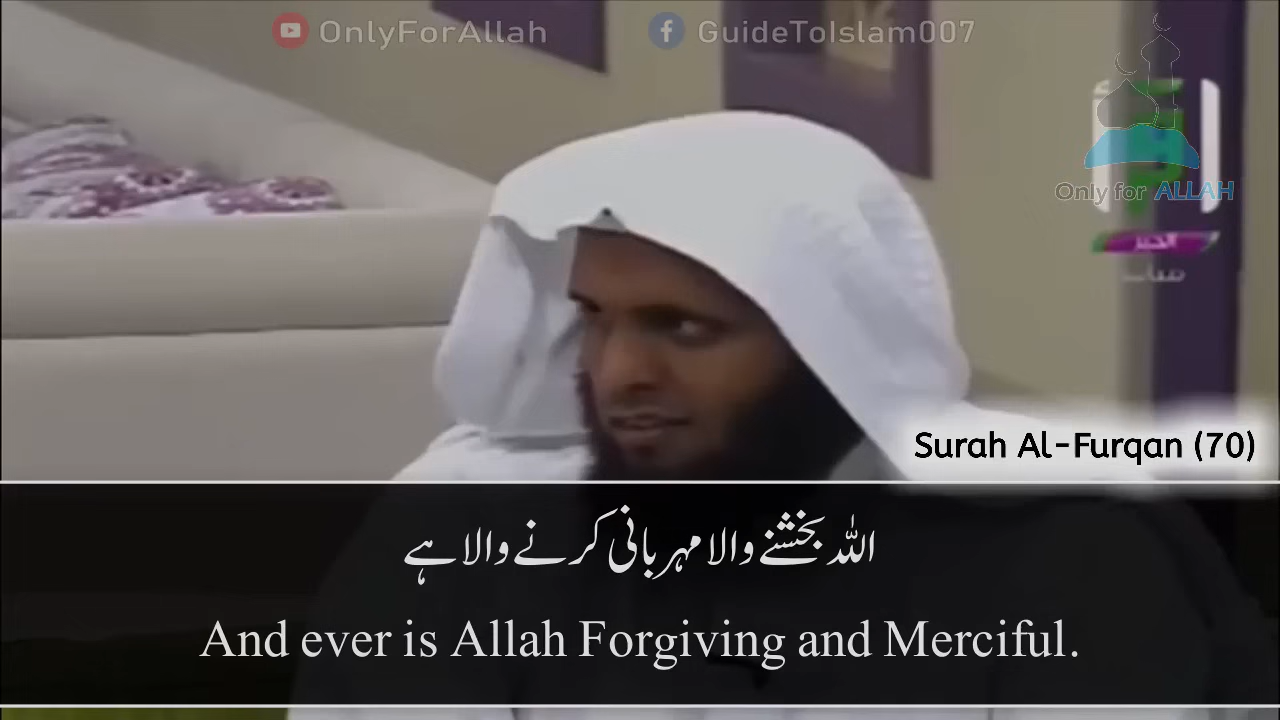 OnlyForAllah
GuideToIslam007
Only for ALLAH
الخير
Surah Al-Furqan (70)
اللہ بخشنے والا مہربانی کرنے والا ہے
And ever is Allah Forgiving and Merciful.